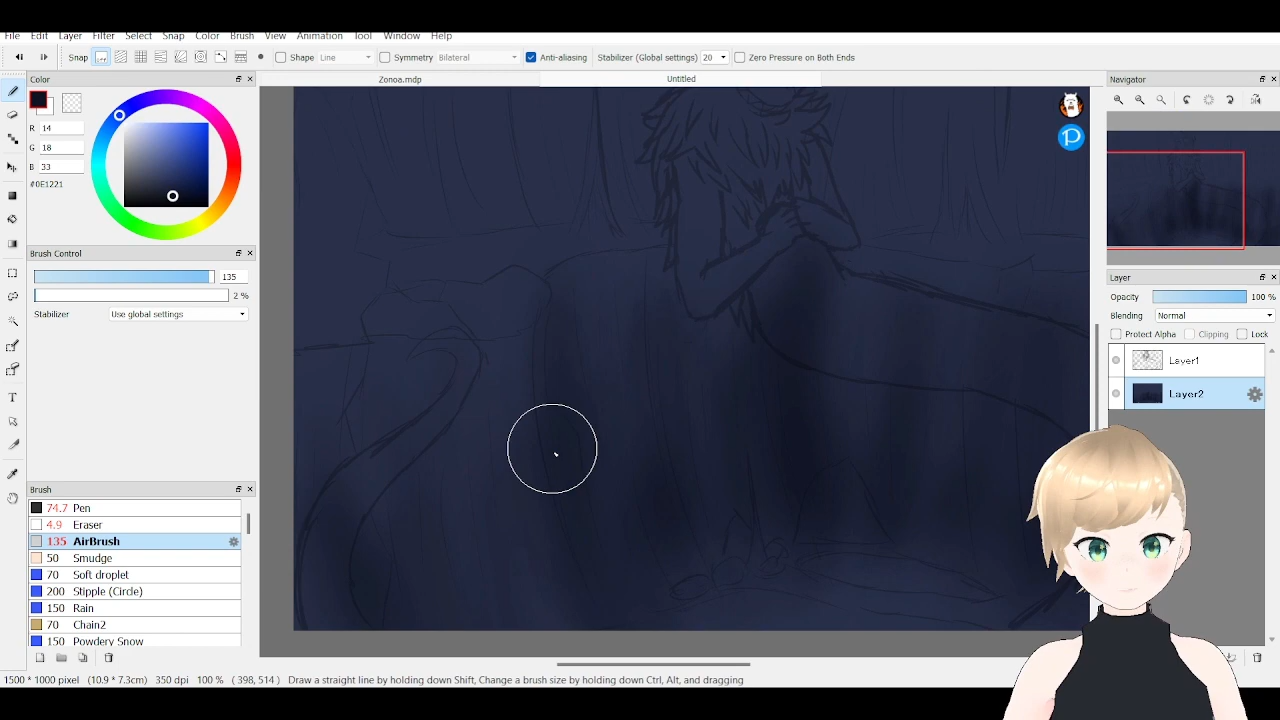 File Edit Layer Filter Select Snap Color Brush View Animation Tool Window Help
Snap Shape Line Symmetry Bilateral Anti-aliasing Stabilizer (Global settings) 20 Zero Pressure on Both Ends
Color Zonoa.mdp Untitled Navigator
R 14
G 18
B 33
#0E1221
Brush Control
135
2 %
Stabilizer Use global settings
Layer
Opacity 100 %
Blending Normal
Protect Alpha Clipping Lock
Layer1
Layer2
Brush
74.7 Pen
4.9 Eraser
135 AirBrush
50 Smudge
70 Soft droplet
200 Stipple (Circle)
150 Rain
70 Chain2
150 Powdery Snow
1500 * 1000 pixel (10.9 * 7.3cm) 350 dpi 100 % ( 398, 514 ) Draw a straight line by holding down Shift, Change a brush size by holding down Ctrl, Alt, and dragging